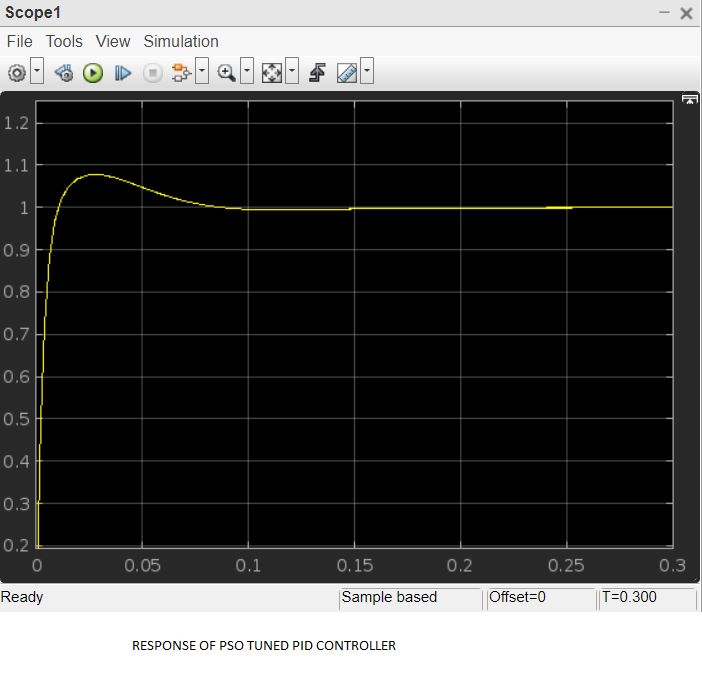 Scope1
File Tools View Simulation
1.2
1.1
1
0.9
0.8
0.7
0.6
0.5
0.4
0.3
0.2
0 0.05 0.1 0.15 0.2 0.25 0.3
Ready Sample based Offset=0 T=0.300
RESPONSE OF PSO TUNED PID CONTROLLER